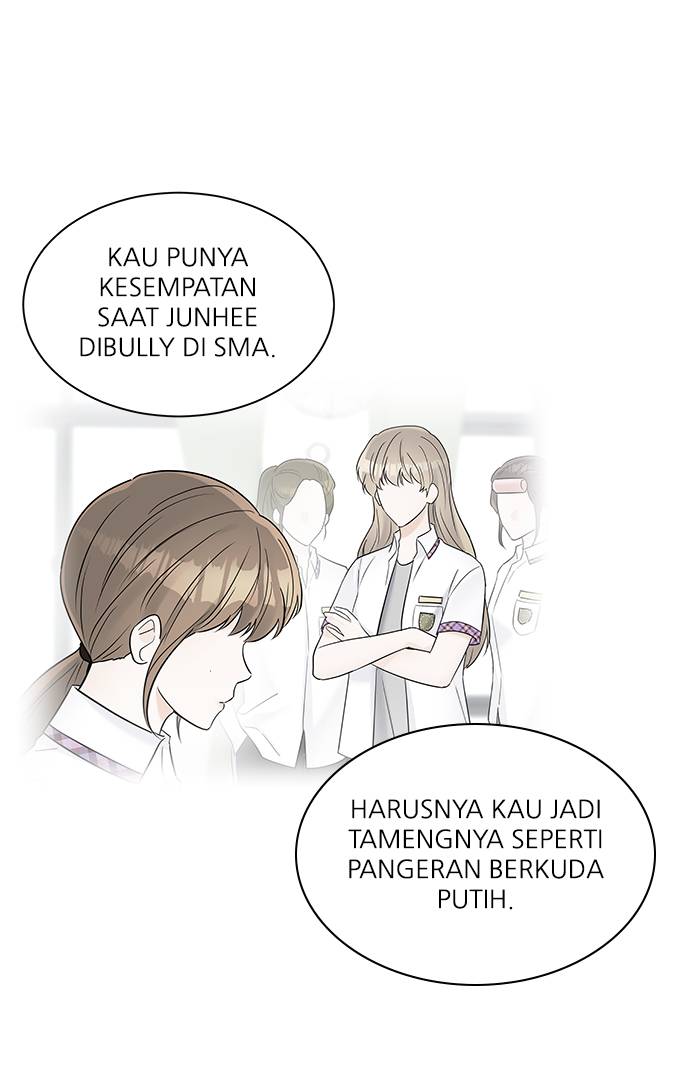 KAU PUNYA
KESEMPATAN
SAAT JUNHEE
DIBULLY DI SMA.
HARUSNYA KAU JADI
TAMENGNYA SEPERTI
PANGERAN BERKUDA
PUTIH.